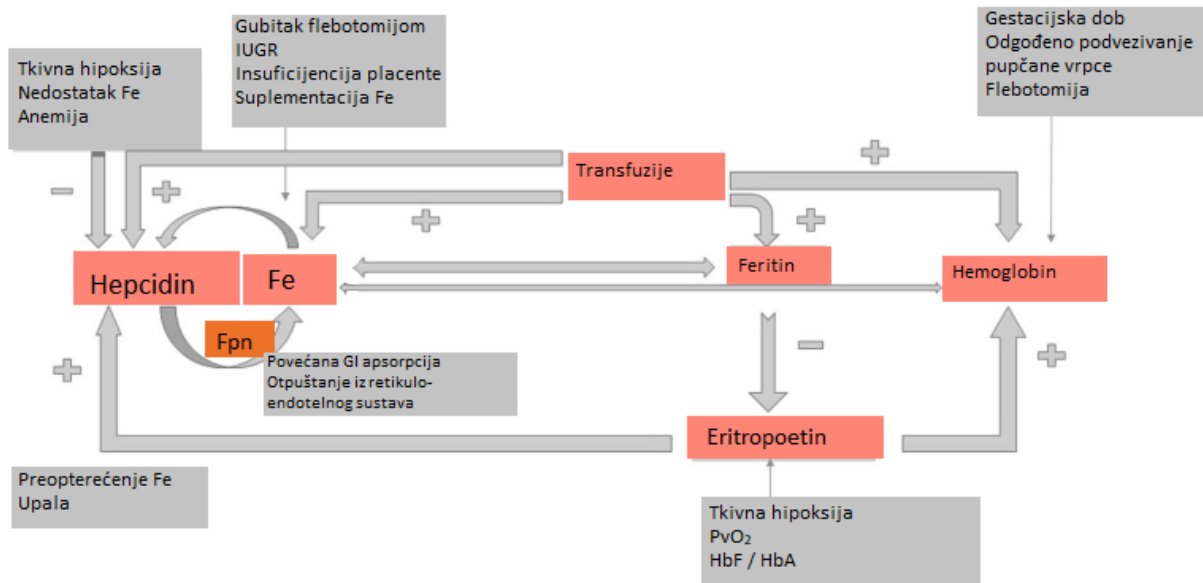 Gubitak flebotomijom
IUGR
Insuficijencija placente
Suplementacija Fe
Gestacijska dob
Odgođeno podvezivanje
pupčane vrpce
Flebotomija
Tkivna hipoksija
Nedostatak Fe
Anemija
Transfuzije
+
−
+
+
+
Hepcidin
Fe
Feritin
Hemoglobin
Fpn
Povećana GI apsorpcija
Otpuštanje iz retikulo-
endotelnog sustava
+
−
+
Eritropoetin
Preopterećenje Fe
Upala
Tkivna hipoksija
PvO₂
HbF / HbA